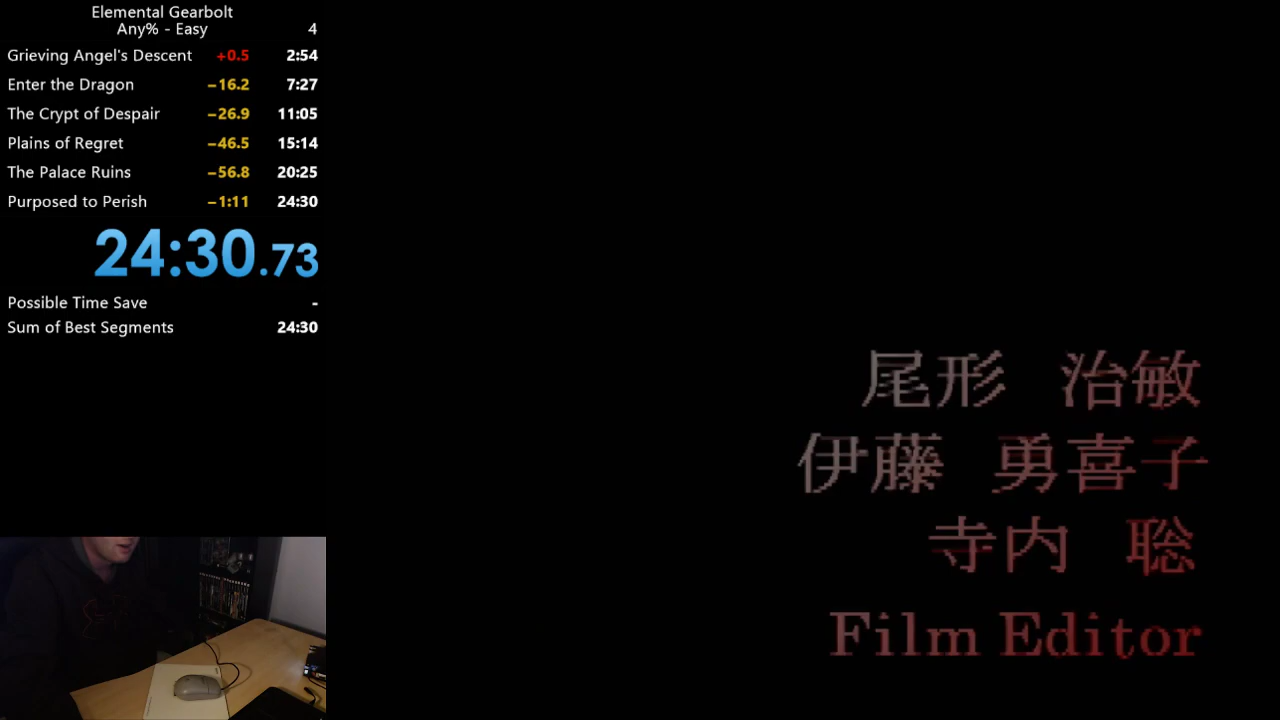 Elemental Gearbolt
Any% - Easy 4
Grieving Angel's Descent +0.5 2:54
Enter the Dragon −16.2 7:27
The Crypt of Despair −26.9 11:05
Plains of Regret −46.5 15:14
The Palace Ruins −56.8 20:25
Purposed to Perish −1:11 24:30
24:30.73
Possible Time Save -
Sum of Best Segments 24:30
尾形 治敏
伊藤 勇喜子
寺内 聡
Film Editor